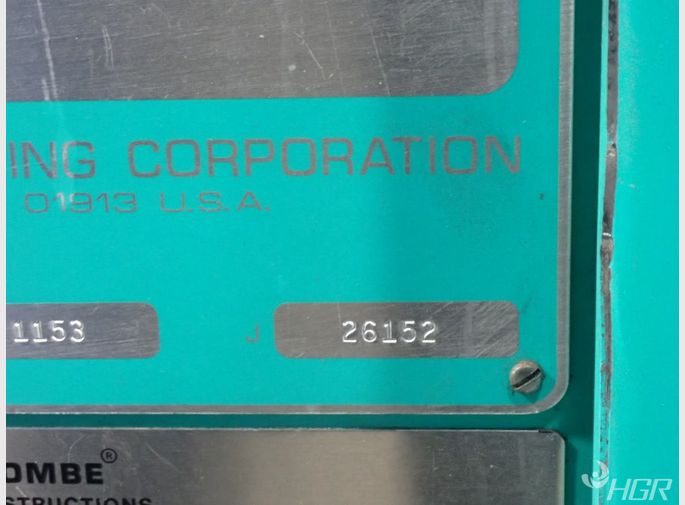 ING CORPORATION
01913 U.S.A.
1153 J 26152
OMBE®
STRUCTIONS
HGR